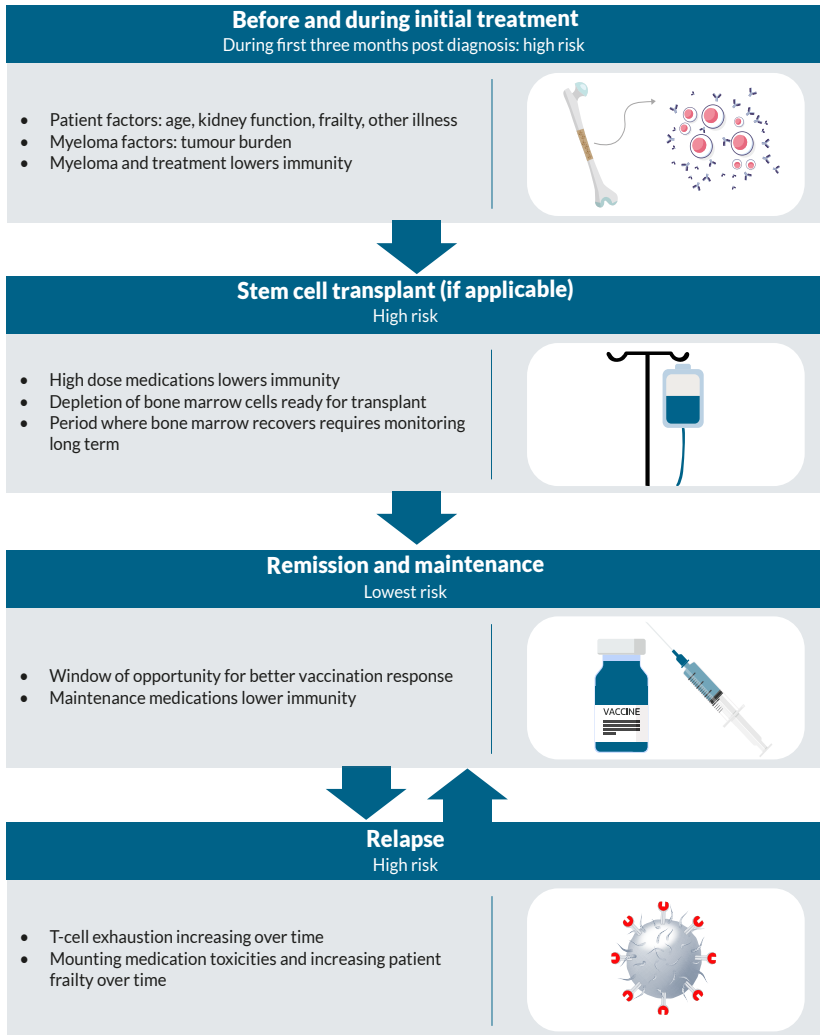 Before and during initial treatment
During first three months post diagnosis: high risk
• Patient factors: age, kidney function, frailty, other illness
• Myeloma factors: tumour burden
• Myeloma and treatment lowers immunity
Stem cell transplant (if applicable)
High risk
• High dose medications lowers immunity
• Depletion of bone marrow cells ready for transplant
• Period where bone marrow recovers requires monitoring
long term
Remission and maintenance
Lowest risk
• Window of opportunity for better vaccination response
• Maintenance medications lower immunity
VACCINE
Relapse
High risk
• T-cell exhaustion increasing over time
• Mounting medication toxicities and increasing patient
frailty over time